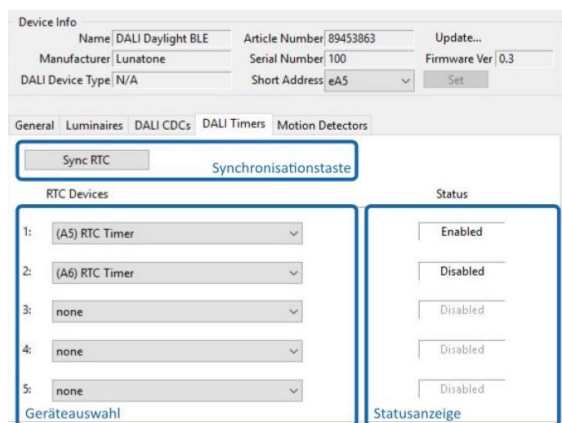 Device Info
Name DALI Daylight BLE Article Number 89453863 Update...
Manufacturer Lunatone Serial Number 100 Firmware Ver 0.3
DALI Device Type N/A Short Address eA5 Set
General Luminaires DALI CDCs DALI Timers Motion Detectors
Sync RTC Synchronisationstaste
RTC Devices Status
1: (A5) RTC Timer Enabled
2: (A6) RTC Timer Disabled
3: none Disabled
4: none Disabled
5: none Disabled
Geräteauswahl Statusanzeige